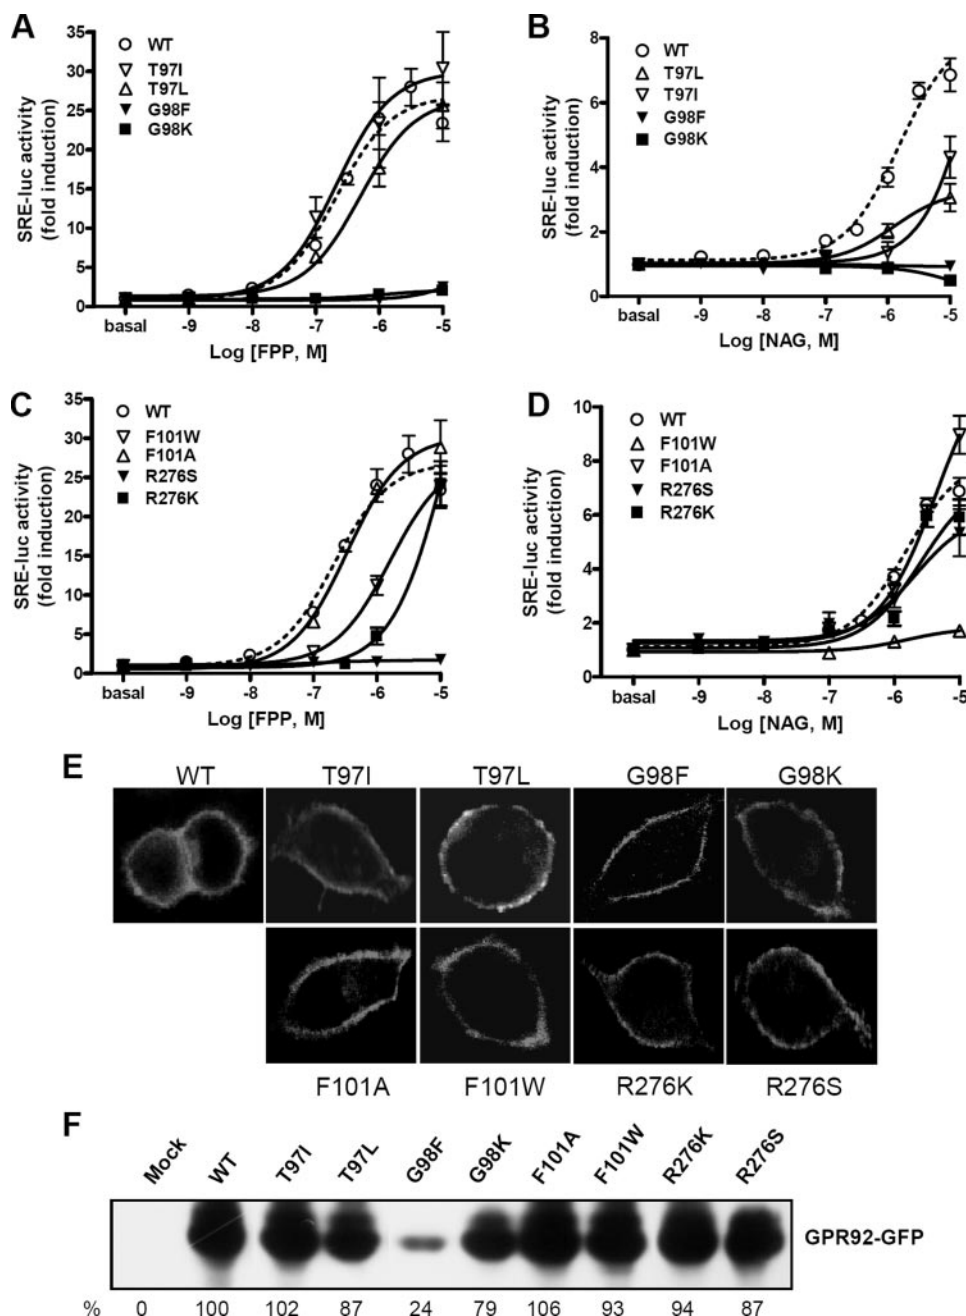 A
35
30
25
20
15
10
5
0
SRE-luc activity
(fold induction)
WT
T97I
T97L
G98F
G98K
basal -9 -8 -7 -6 -5
Log [FPP, M]
B
8
6
4
2
0
SRE-luc activity
(fold induction)
WT
T97L
T97I
G98F
G98K
basal -9 -8 -7 -6 -5
Log [NAG, M]
C
35
30
25
20
15
10
5
0
SRE-luc activity
(fold induction)
WT
F101W
F101A
R276S
R276K
basal -9 -8 -7 -6 -5
Log [FPP, M]
D
10
8
6
4
2
0
SRE-luc activity
(fold induction)
WT
F101W
F101A
R276S
R276K
basal -9 -8 -7 -6 -5
Log [NAG, M]
E
WT T97I T97L G98F G98K
F101A F101W R276K R276S
F
Mock WT T97I T97L G98F G98K F101A F101W R276K R276S
GPR92-GFP
% 0 100 102 87 24 79 106 93 94 87